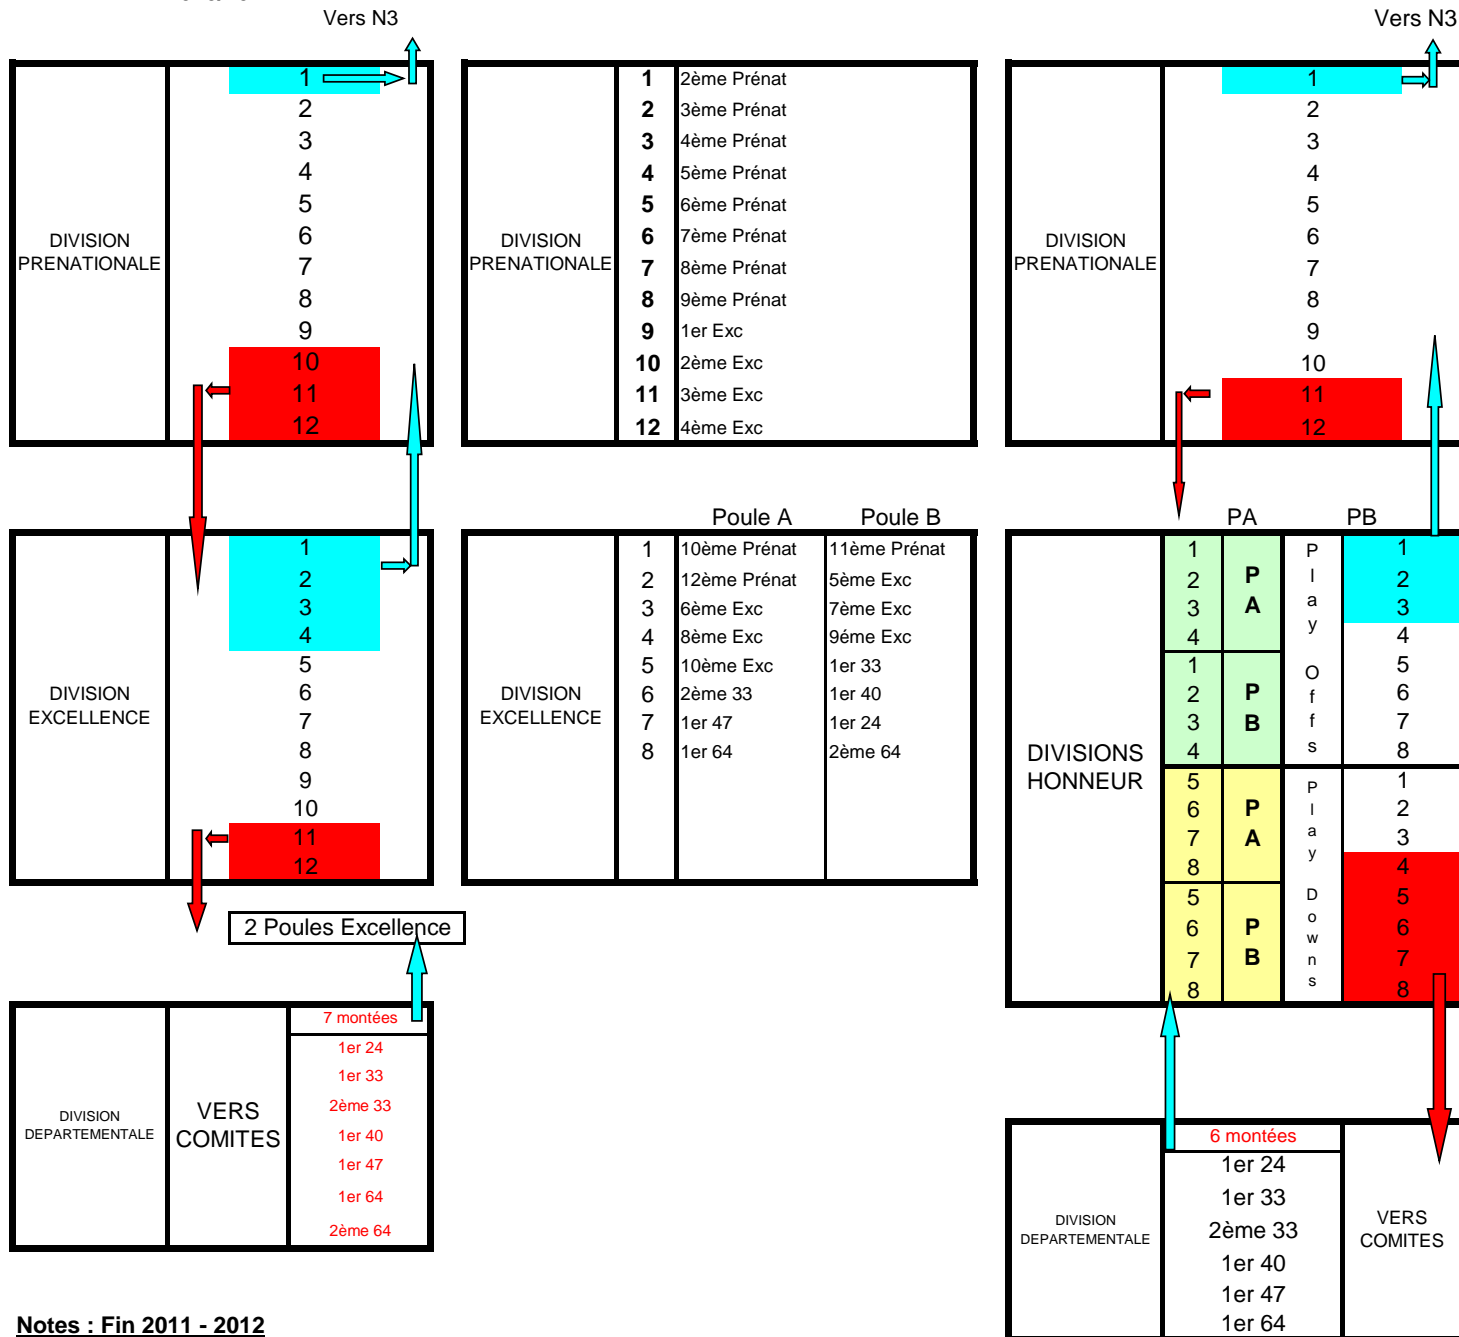 Vers N3
DIVISION
PRENATIONALE
1
2
3
4
5
6
7
8
9
10
11
12
DIVISION
PRENATIONALE
1 2ème Prénat
2 3ème Prénat
3 4ème Prénat
4 5ème Prénat
5 6ème Prénat
6 7ème Prénat
7 8ème Prénat
8 9ème Prénat
9 1er Exc
10 2ème Exc
11 3ème Exc
12 4ème Exc
Vers N3
DIVISION
PRENATIONALE
1
2
3
4
5
6
7
8
9
10
11
12
DIVISION
EXCELLENCE
1
2
3
4
5
6
7
8
9
10
11
12
2 Poules Excellence
Poule A Poule B
DIVISION
EXCELLENCE
1 10ème Prénat 11ème Prénat
2 12ème Prénat 5ème Exc
3 6ème Exc 7ème Exc
4 8ème Exc 9éme Exc
5 10ème Exc 1er 33
6 2ème 33 1er 40
7 1er 47 1er 24
8 1er 64 2ème 64
PA PB
DIVISIONS
HONNEUR
1
2
3
4
P
A
1
2
3
4
P
B
5
6
7
8
P
A
5
6
7
8
P
B
Play Offs
1
2
3
4
5
6
7
8
Play Downs
1
2
3
4
5
6
7
8
DIVISION
DEPARTEMENTALE
VERS
COMITES
7 montées
1er 24
1er 33
2ème 33
1er 40
1er 47
1er 64
2ème 64
DIVISION
DEPARTEMENTALE
6 montées
1er 24
1er 33
2ème 33
1er 40
1er 47
1er 64
VERS
COMITES
Notes : Fin 2011 - 2012